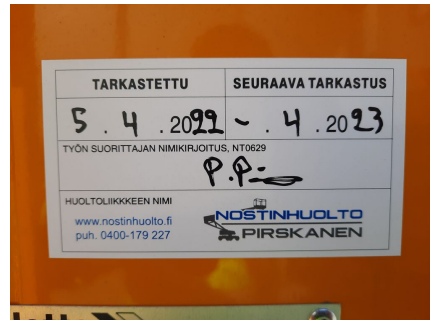 TARKASTETTU SEURAAVA TARKASTUS
5 . 4 . 2022 ~ . 4 . 2023
TYÖN SUORITTAJAN NIMIKIRJOITUS, NT0629
P.P
HUOLTOLIIKKKEEN NIMI
www.nostinhuolto.fi
puh. 0400-179 227
NOSTINHUOLTO
PIRSKANEN